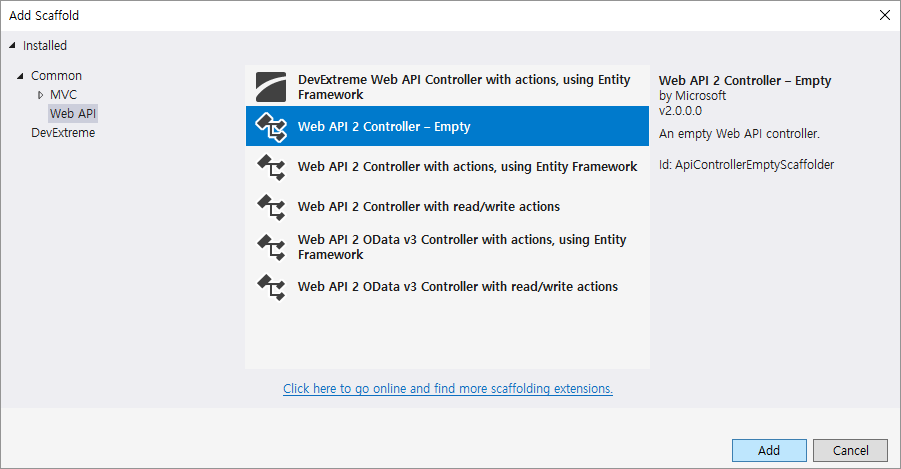 Add Scaffold
Installed
Common
MVC
Web API
DevExtreme
DevExtreme Web API Controller with actions, using Entity
Framework
Web API 2 Controller – Empty
Web API 2 Controller with actions, using Entity Framework
Web API 2 Controller with read/write actions
Web API 2 OData v3 Controller with actions, using Entity
Framework
Web API 2 OData v3 Controller with read/write actions
Web API 2 Controller – Empty
by Microsoft
v2.0.0.0
An empty Web API controller.
Id: ApiControllerEmptyScaffolder
Click here to go online and find more scaffolding extensions.
Add
Cancel